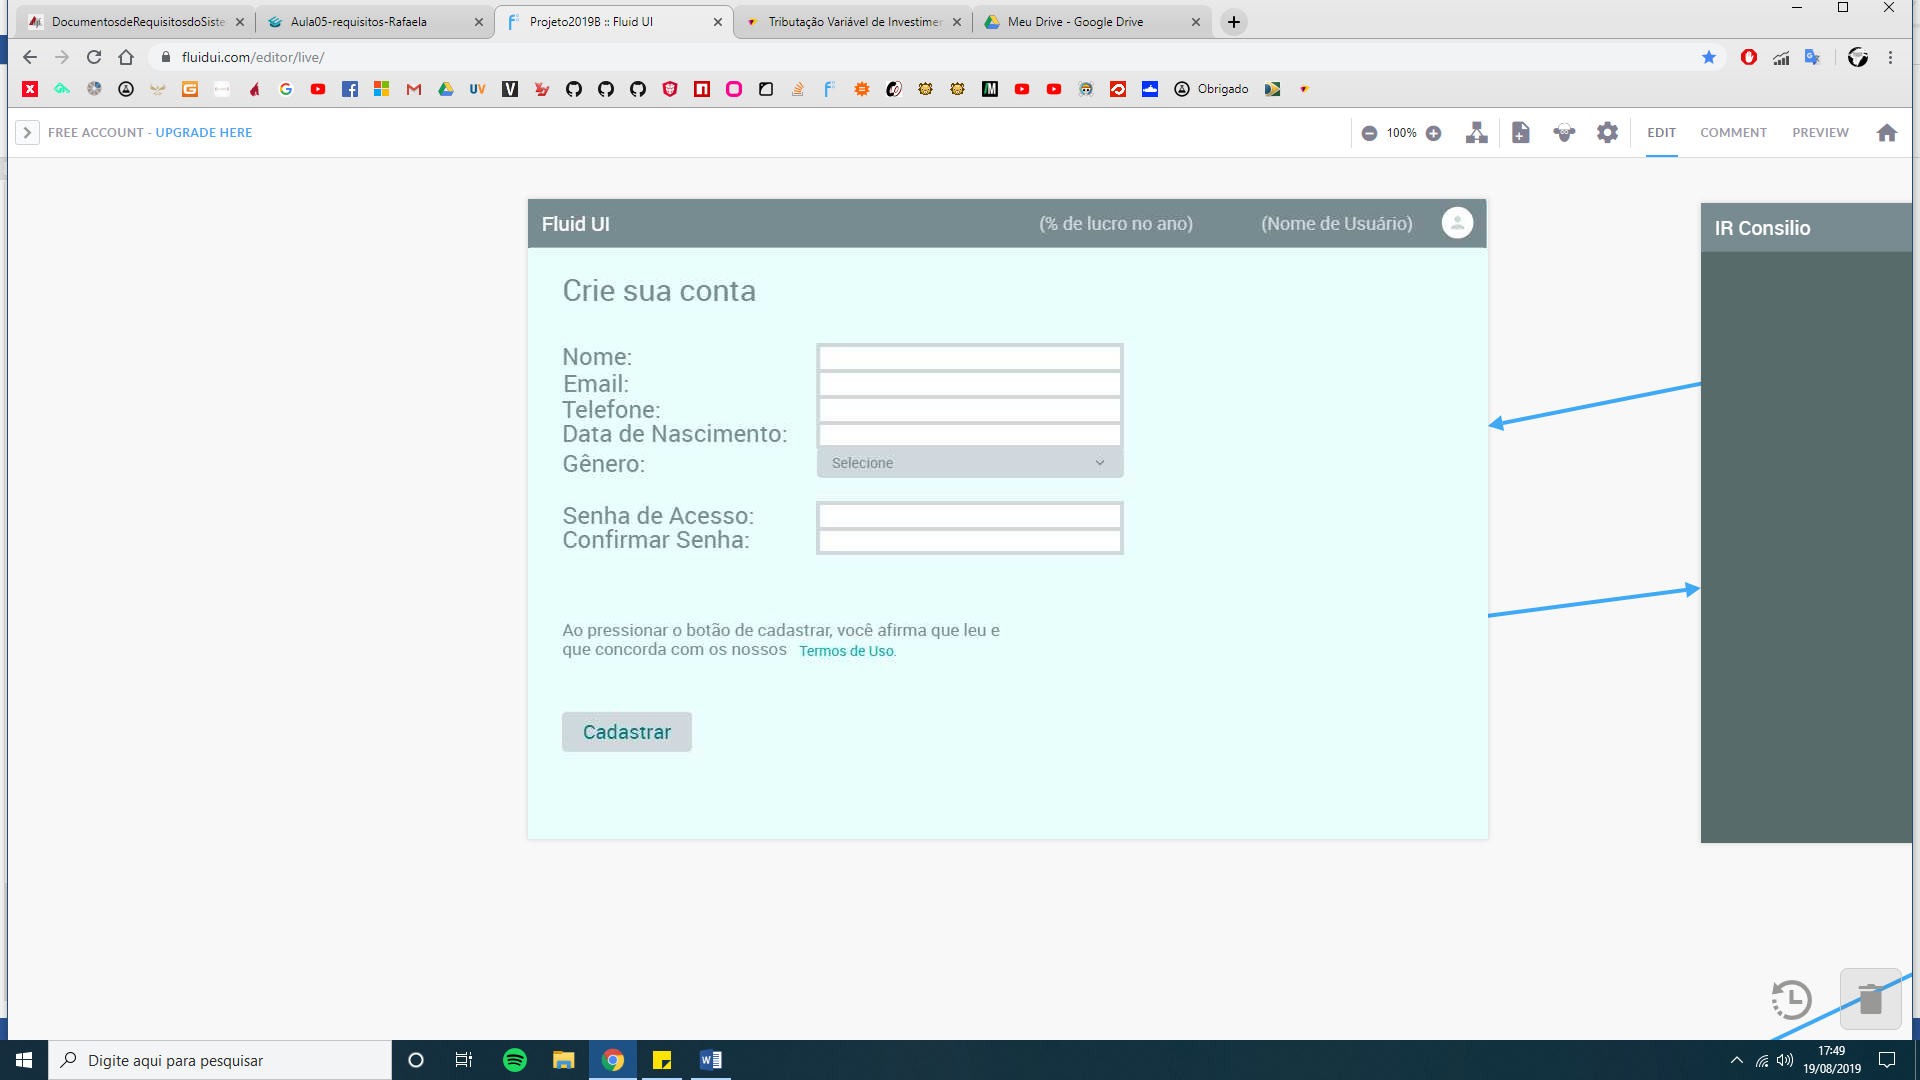 DocumentosdeRequisitosdoSiste
Aula05-requisitos-Rafaela
Projeto2019B :: Fluid UI
Tributação Variável de Investimen
Meu Drive - Google Drive
fluidui.com/editor/live/
Obrigado
FREE ACCOUNT - UPGRADE HERE
100%
EDIT
COMMENT
PREVIEW
Fluid UI
(% de lucro no ano)
(Nome de Usuário)
IR Consilio
Crie sua conta
Nome:
Email:
Telefone:
Data de Nascimento:
Gênero:
Selecione
Senha de Acesso:
Confirmar Senha:
Ao pressionar o botão de cadastrar, você afirma que leu e
que concorda com os nossos Termos de Uso.
Cadastrar
Digite aqui para pesquisar
17:49
19/08/2019